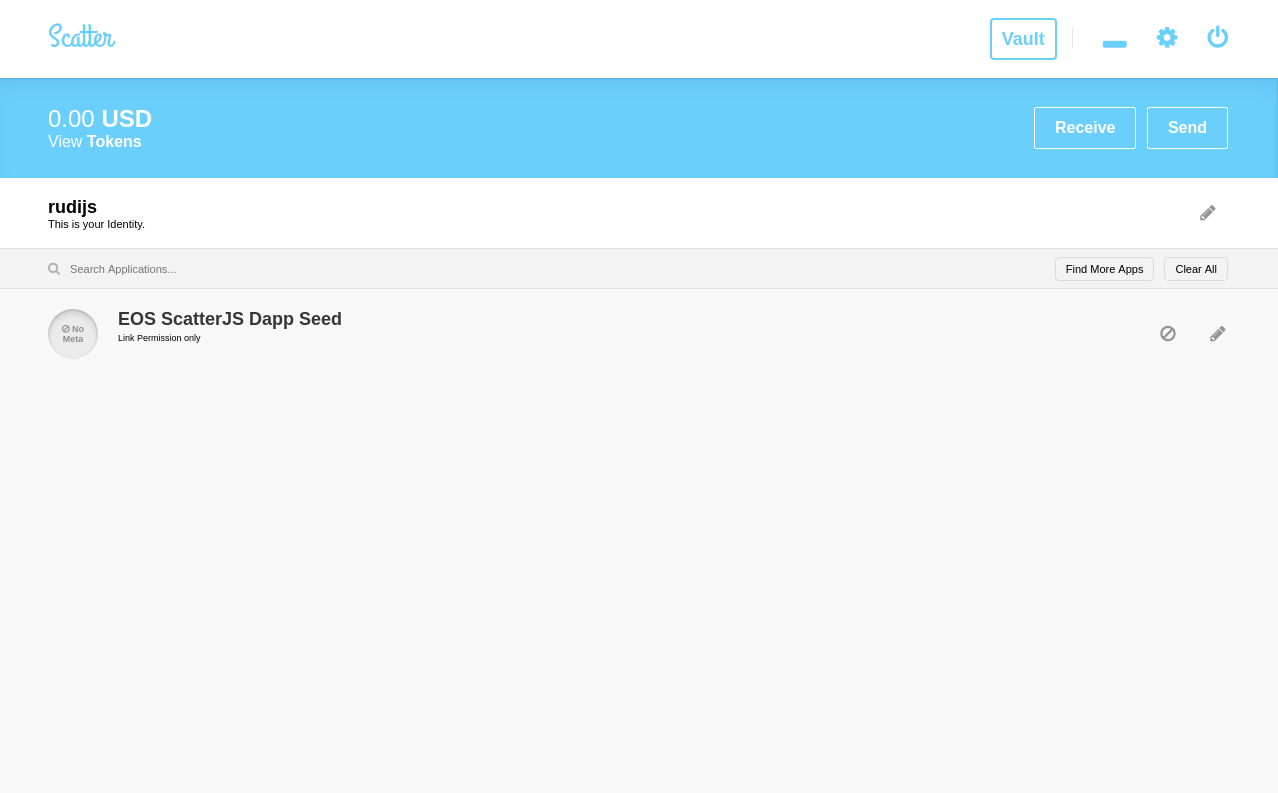 Scatter
Vault
0.00 USD
View Tokens
Receive
Send
rudijs
This is your Identity.
Search Applications...
Find More Apps
Clear All
No
Meta
EOS ScatterJS Dapp Seed
Link Permission only